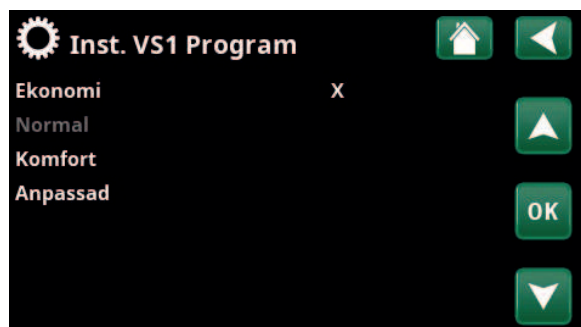 Inst. VS1 Program
Ekonomi X
Normal
Komfort
Anpassad
OK